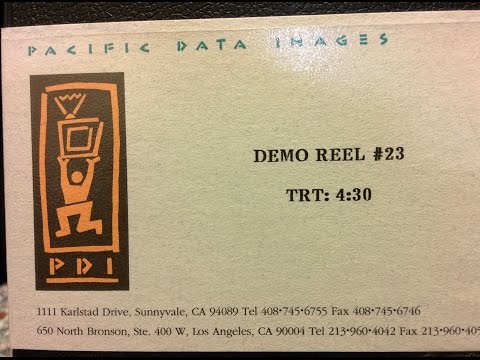 PACIFIC DATA IMAGES
DEMO REEL #23
TRT: 4:30
PDI
1111 Karlstad Drive, Sunnyvale, CA 94089 Tel 408•745•6755 Fax 408•745•6746
650 North Bronson, Ste. 400 W, Los Angeles, CA 90004 Tel 213•960•4042 Fax 213•960•405